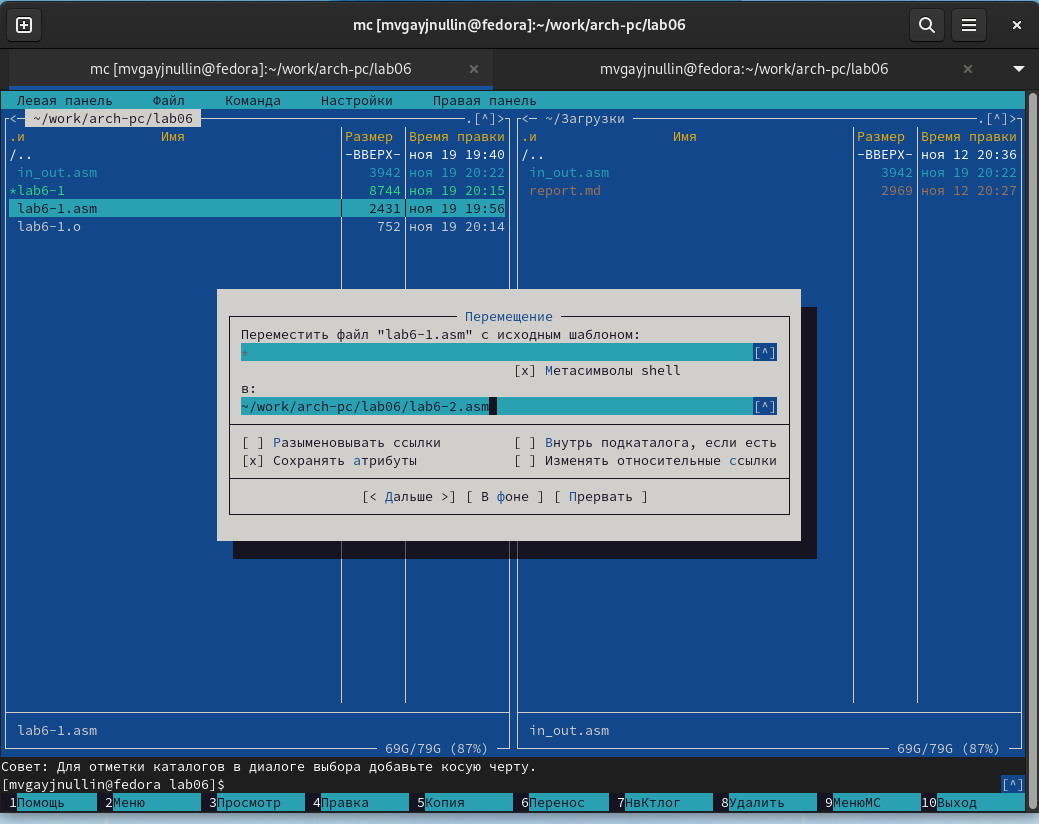 mc [mvgayjnullin@fedora]:~/work/arch-pc/lab06
mc [mvgayjnullin@fedora]:~/work/arch-pc/lab06 mvgayjnullin@fedora:~/work/arch-pc/lab06
Левая панель Файл Команда Настройки Правая панель
<─ ~/work/arch-pc/lab06 .[^]> <─ ~/Загрузки .[^]>
.и Имя Размер Время правки .и Имя Размер Время правки
/.. -ВВЕРХ- ноя 19 19:40 /.. -ВВЕРХ- ноя 12 20:36
in_out.asm 3942 ноя 19 20:22 in_out.asm 3942 ноя 19 20:22
*lab6-1 8744 ноя 19 20:15 report.md 2969 ноя 12 20:27
lab6-1.asm 2431 ноя 19 19:56
lab6-1.o 752 ноя 19 20:14
Перемещение
Переместить файл "lab6-1.asm" с исходным шаблоном:
* [^]
[x] Метасимволы shell
в:
~/work/arch-pc/lab06/lab6-2.asm [^]
[ ] Разыменовывать ссылки [ ] Внутрь подкаталога, если есть
[x] Сохранять атрибуты [ ] Изменять относительные ссылки
[< Дальше >] [ В фоне ] [ Прервать ]
lab6-1.asm in_out.asm
69G/79G (87%) 69G/79G (87%)
Совет: Для отметки каталогов в диалоге выбора добавьте косую черту.
[mvgayjnullin@fedora lab06]$ [^]
1Помощь 2Меню 3Просмотр 4Правка 5Копия 6Перенос 7НвКтлог 8Удалить 9МенюМС 10Выход